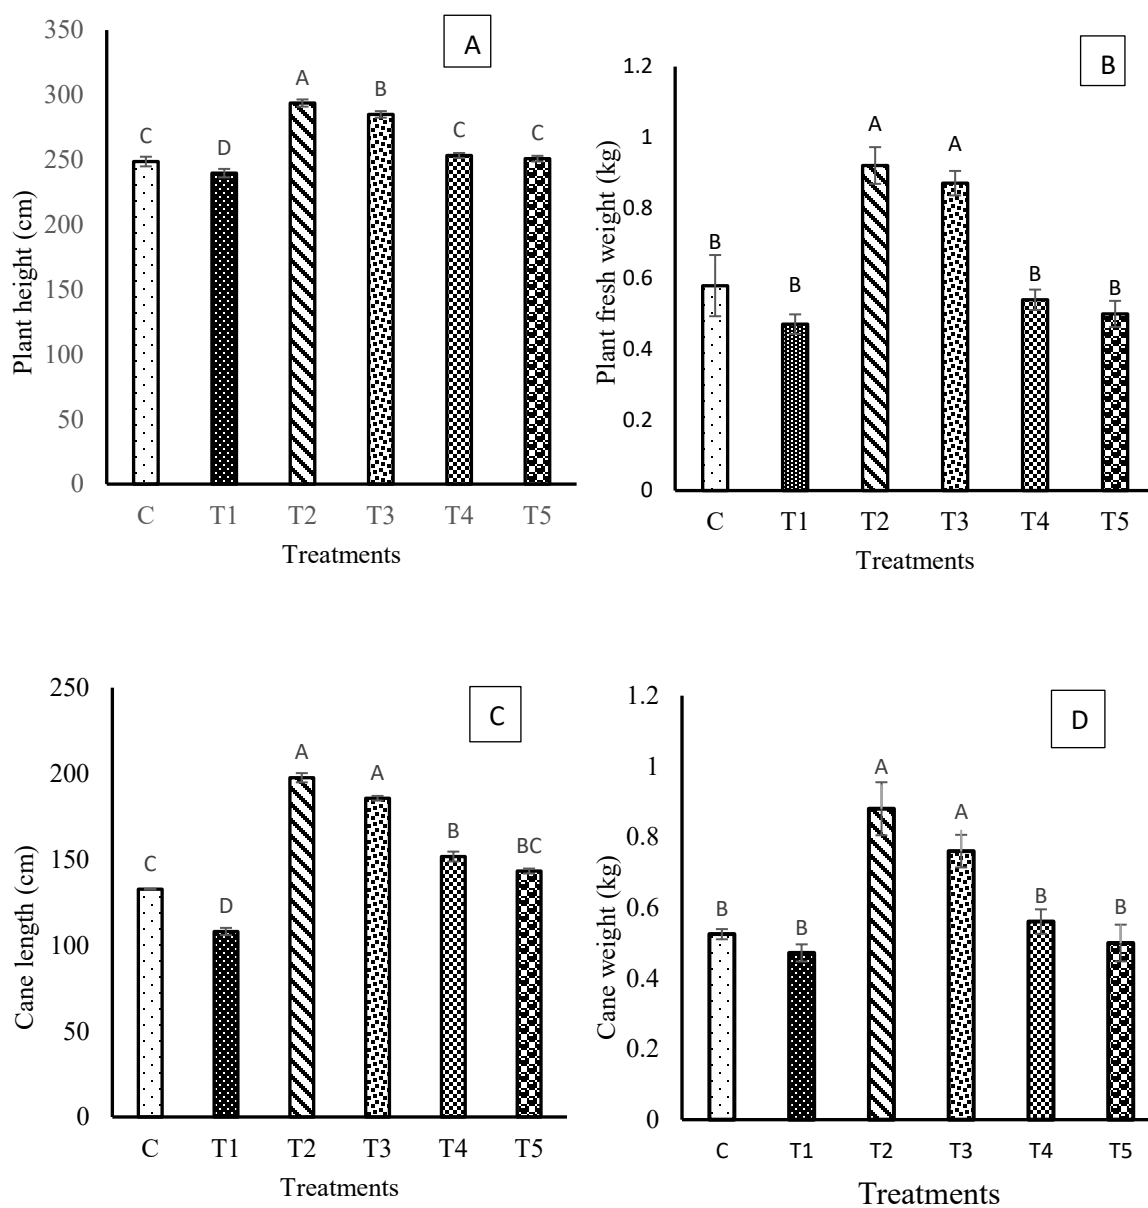 A
Plant height (cm)
350
300
250
200
150
100
50
0
C D A B C C
C T1 T2 T3 T4 T5
Treatments
B
Plant fresh weight (kg)
1.2
1
0.8
0.6
0.4
0.2
0
B B A A B B
C T1 T2 T3 T4 T5
Treatments
C
Cane length (cm)
250
200
150
100
50
0
C D A A B BC
C T1 T2 T3 T4 T5
Treatments
D
Cane weight (kg)
1.2
1
0.8
0.6
0.4
0.2
0
B B A A B B
C T1 T2 T3 T4 T5
Treatments